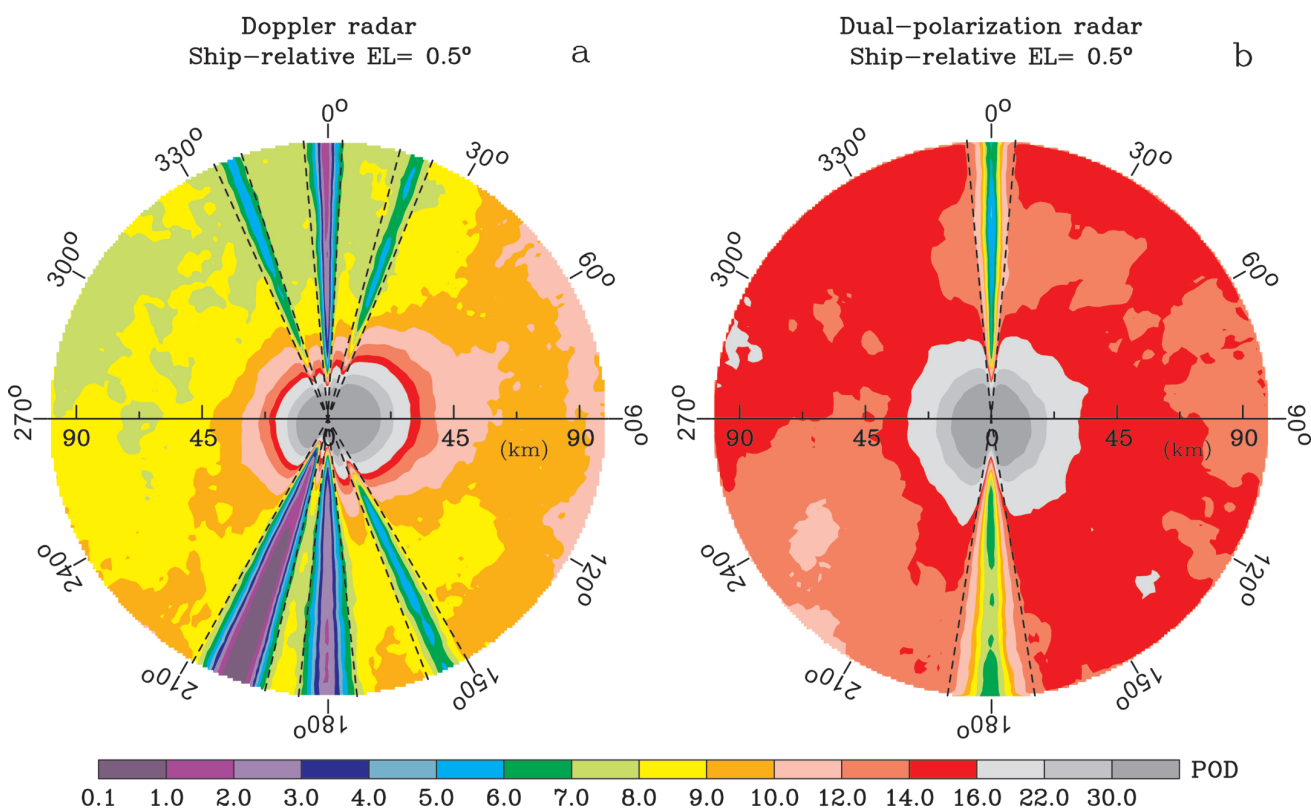 Doppler radar
Ship-relative EL= 0.5°
a
0°
30°
60°
90°
120°
150°
180°
210°
240°
270°
300°
330°
90 45 0 45 90
(km)
Dual-polarization radar
Ship-relative EL= 0.5°
b
0°
30°
60°
90°
120°
150°
180°
210°
240°
270°
300°
330°
90 45 0 45 90
(km)
POD
0.1 1.0 2.0 3.0 4.0 5.0 6.0 7.0 8.0 9.0 10.0 12.0 14.0 16.0 22.0 30.0